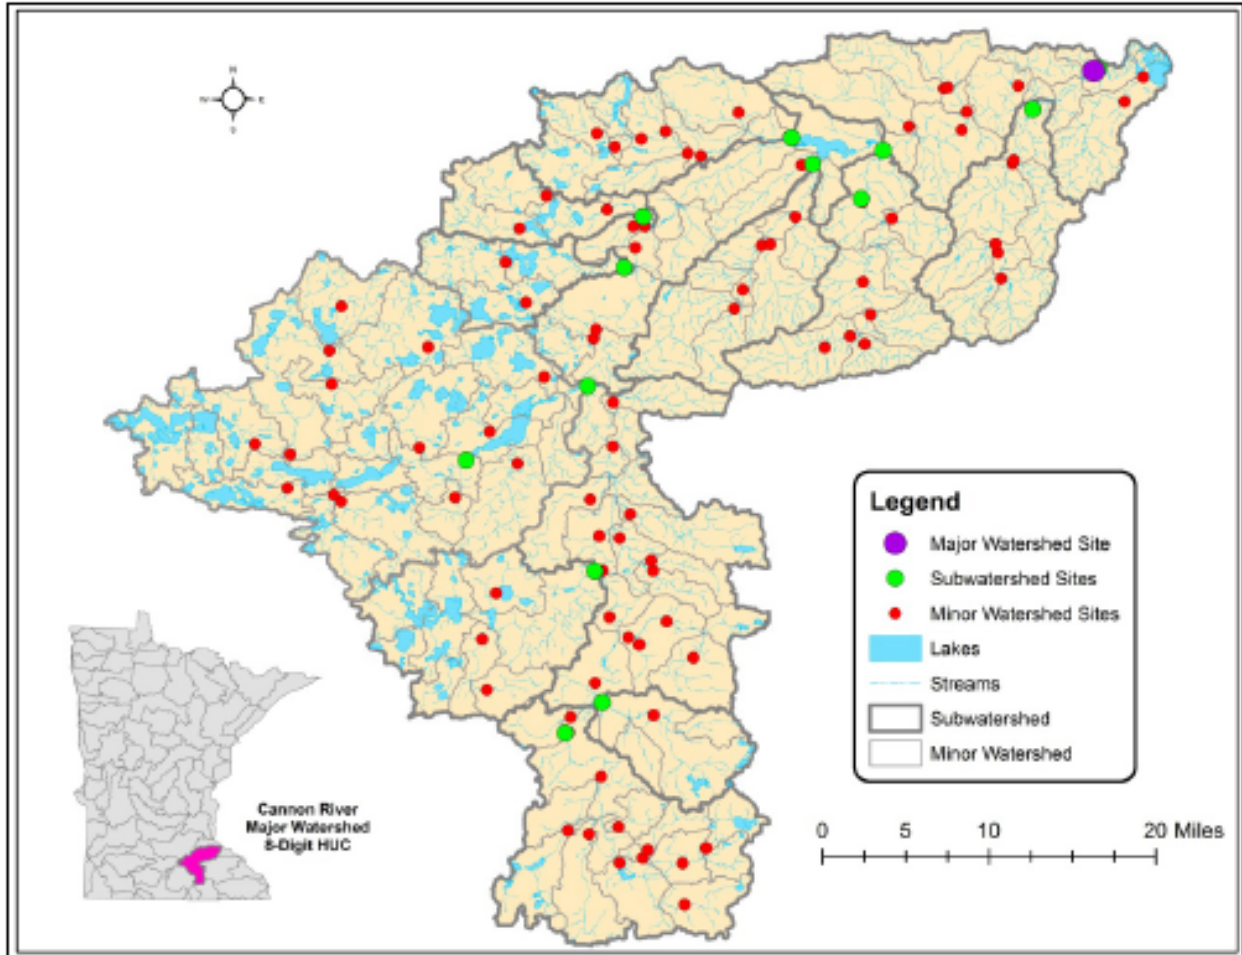 N
W
E
S
Legend
Major Watershed Site
Subwatershed Sites
Minor Watershed Sites
Lakes
Streams
Subwatershed
Minor Watershed
Cannon River
Major Watershed
8-Digit HUC
0 5 10 20 Miles